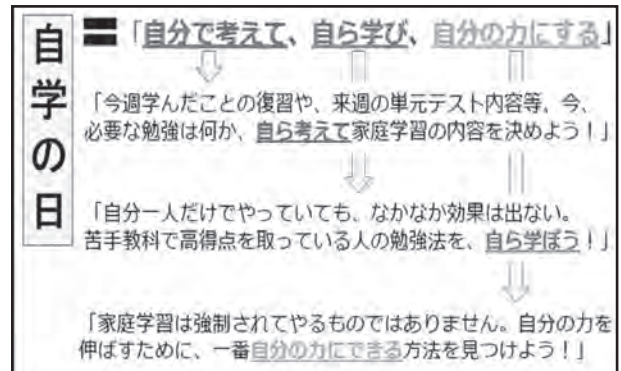 自学の日
＝「自分で考えて、自ら学び、自分の力にする」
「今週学んだことの復習や、来週の単元テスト内容等、今、
必要な勉強は何か、自ら考えて家庭学習の内容を決めよう！」
「自分一人だけでやっていても、なかなか効果は出ない。
苦手教科で高得点を取っている人の勉強法を、自ら学ぼう！」
「家庭学習は強制されてやるものではありません。自分の力を
伸ばすために、一番自分の力にできる方法を見つけよう！」